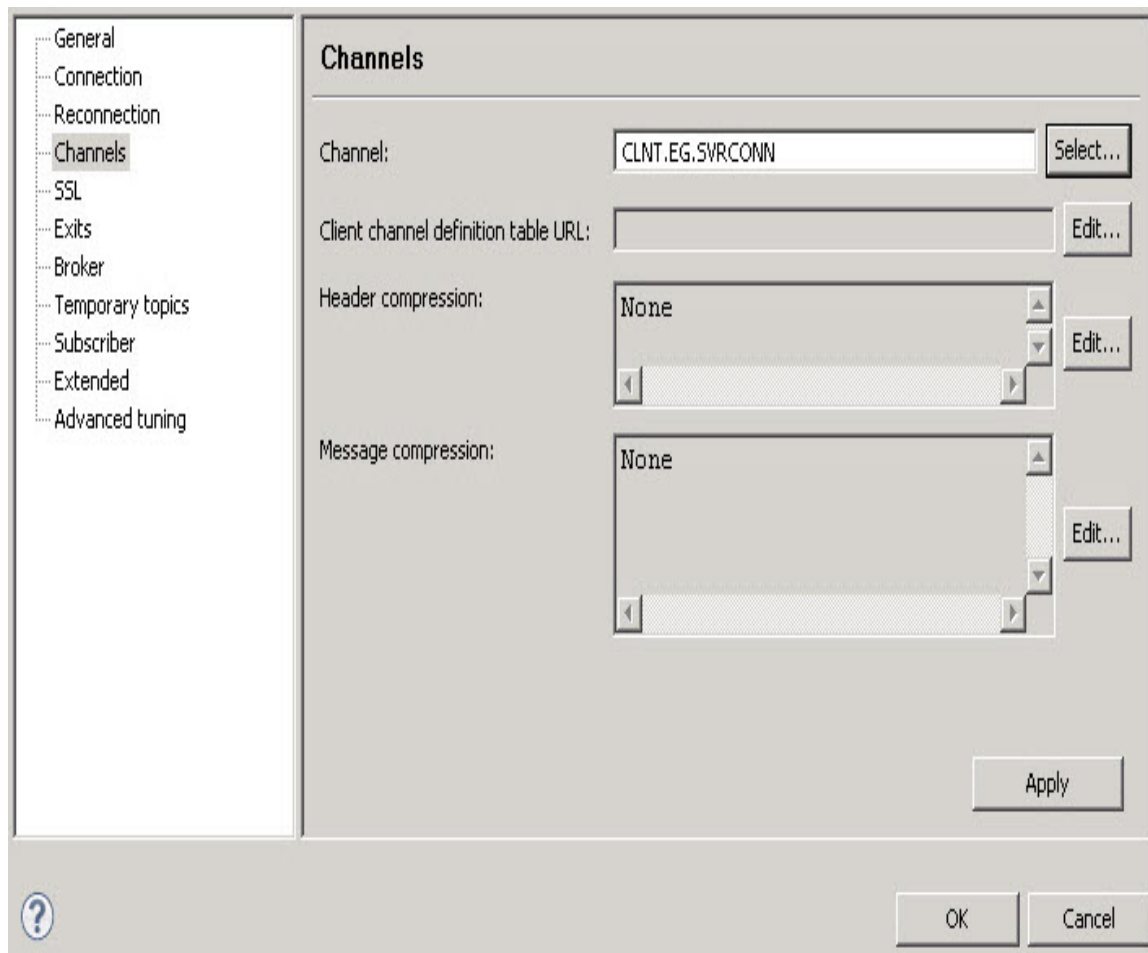 General
Connection
Reconnection
Channels
SSL
Exits
Broker
Temporary topics
Subscriber
Extended
Advanced tuning
Channels
Channel: CLNT.EG.SVRCONN Select...
Client channel definition table URL: Edit...
Header compression: None Edit...
Message compression: None Edit...
Apply
? OK Cancel